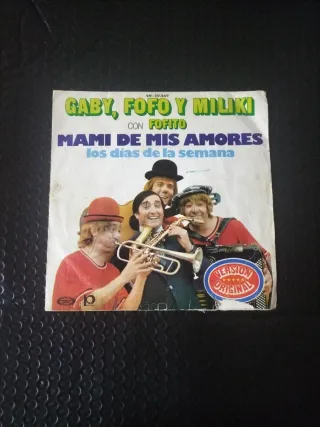 GABY, FOFO Y MILIKI
CON FOFITO
MAMI DE MIS AMORES
los días de la semana
VERSION
ORIGINAL